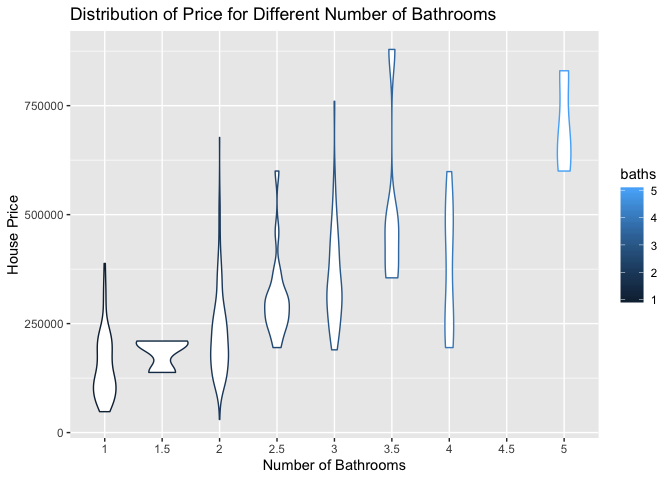 Distribution of Price for Different Number of Bathrooms
House Price
750000
500000
250000
0
1 1.5 2 2.5 3 3.5 4 4.5 5
Number of Bathrooms
baths
5
4
3
2
1